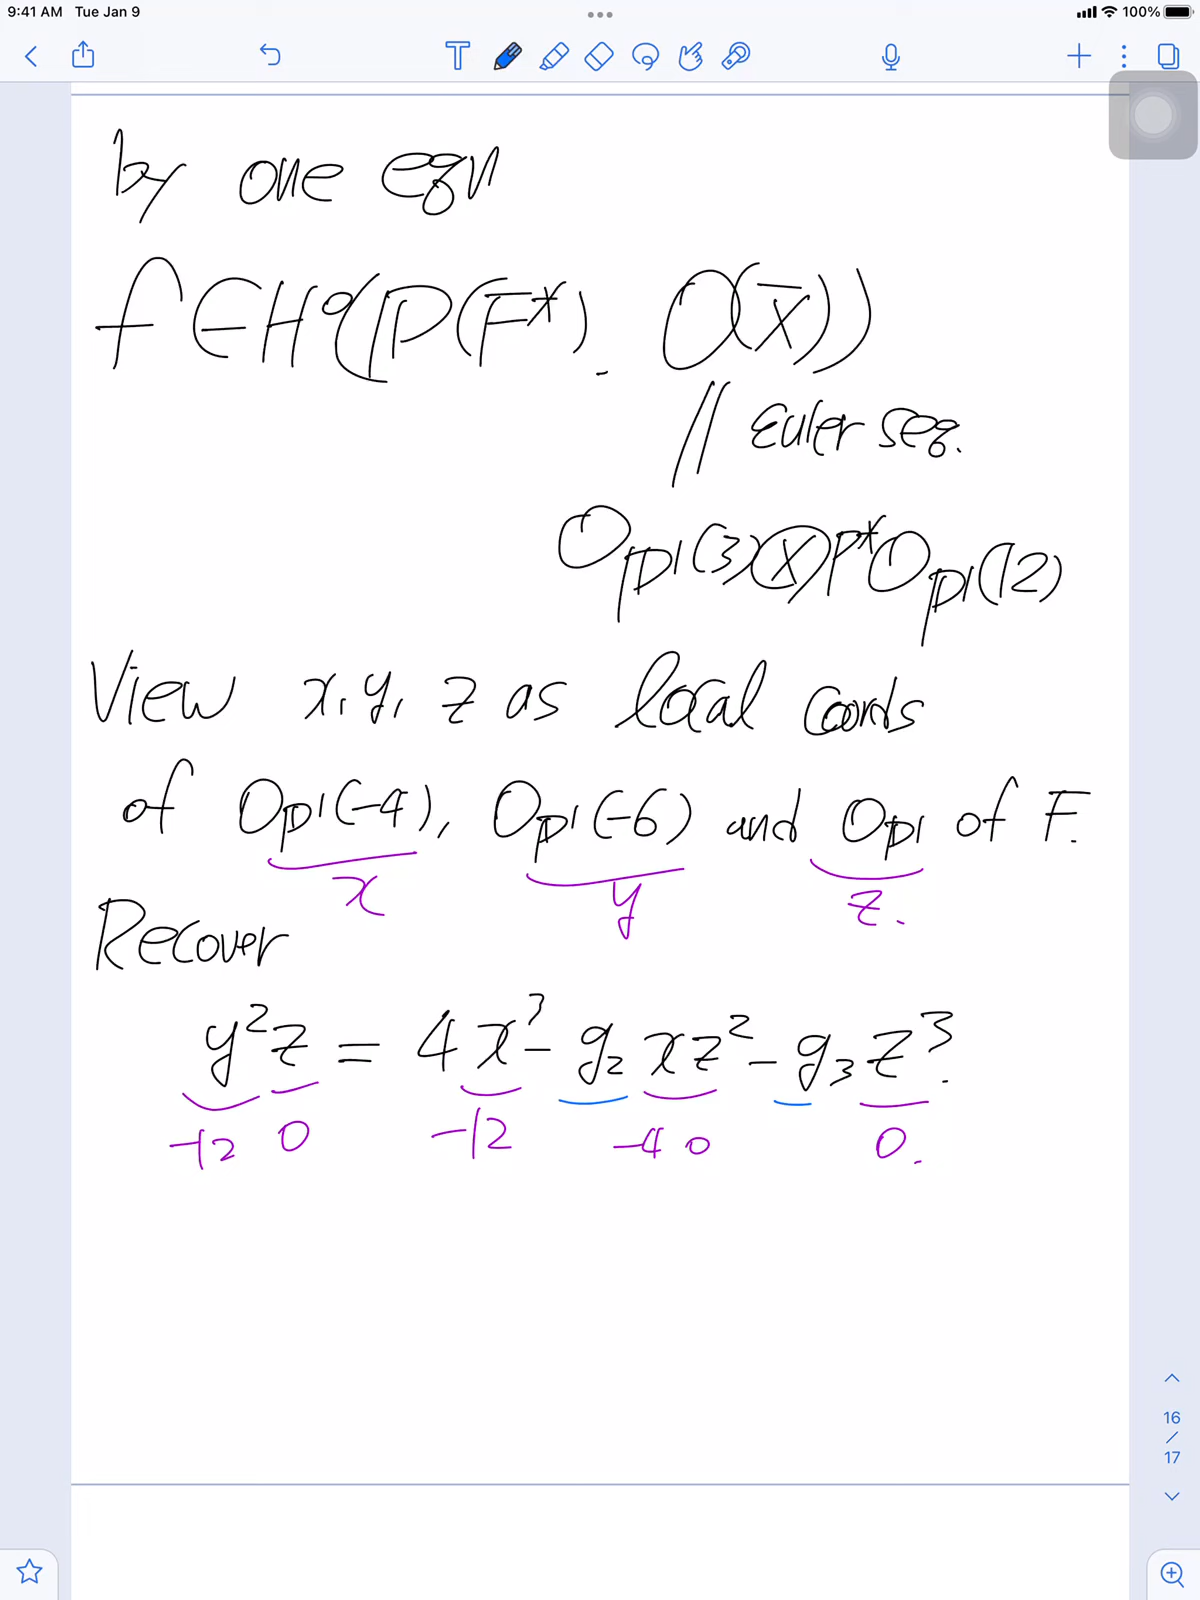 9:41 AM Tue Jan 9
100%
by one eqn
f ∈ H⁰(P(F*), O(X̄))
// Euler seq.
O_P1(3) ⊗ P*O_P1(12)
View x, y, z as local coords
of O_P1(-4), O_P1(-6) and O_P1 of F.
x y z.
Recover
y²z = 4x³ - g₂xz² - g₃z³.
-12 0 -12 -4 0 0.
16
/
17